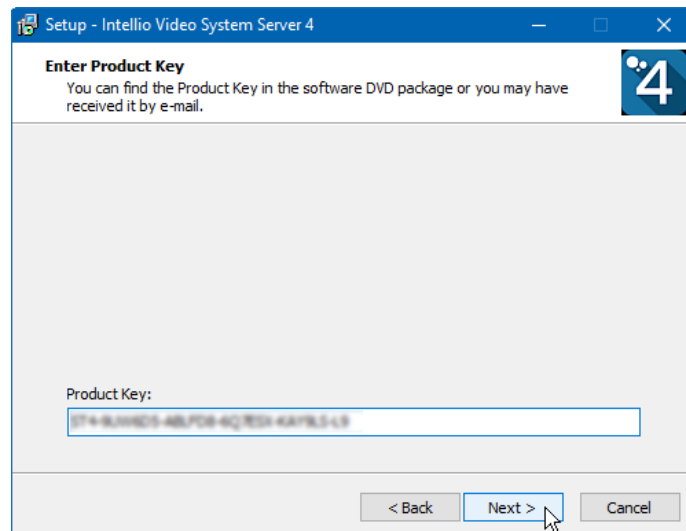 Setup - Intellio Video System Server 4
Enter Product Key
You can find the Product Key in the software DVD package or you may have
received it by e-mail.
4
Product Key:
< Back
Next >
Cancel